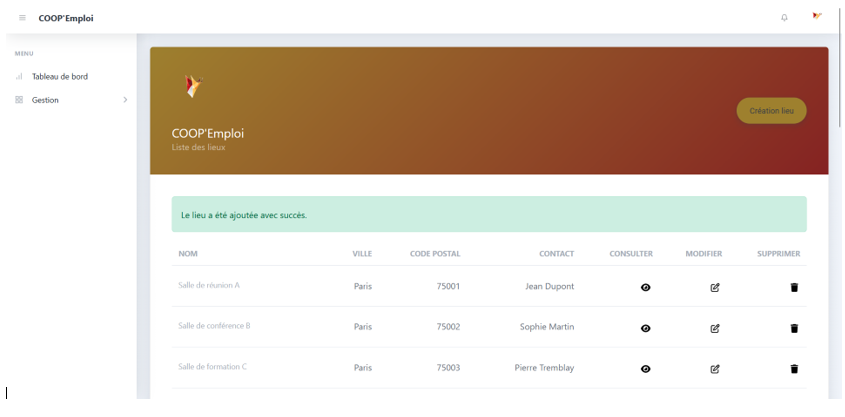 COOP'Emploi
MENU
Tableau de bord
Gestion
COOP'Emploi
Liste des lieux
Création lieu
Le lieu a été ajoutée avec succés.
NOM VILLE CODE POSTAL CONTACT CONSULTER MODIFIER SUPPRIMER
Salle de réunion A Paris 75001 Jean Dupont
Salle de conférence B Paris 75002 Sophie Martin
Salle de formation C Paris 75003 Pierre Tremblay